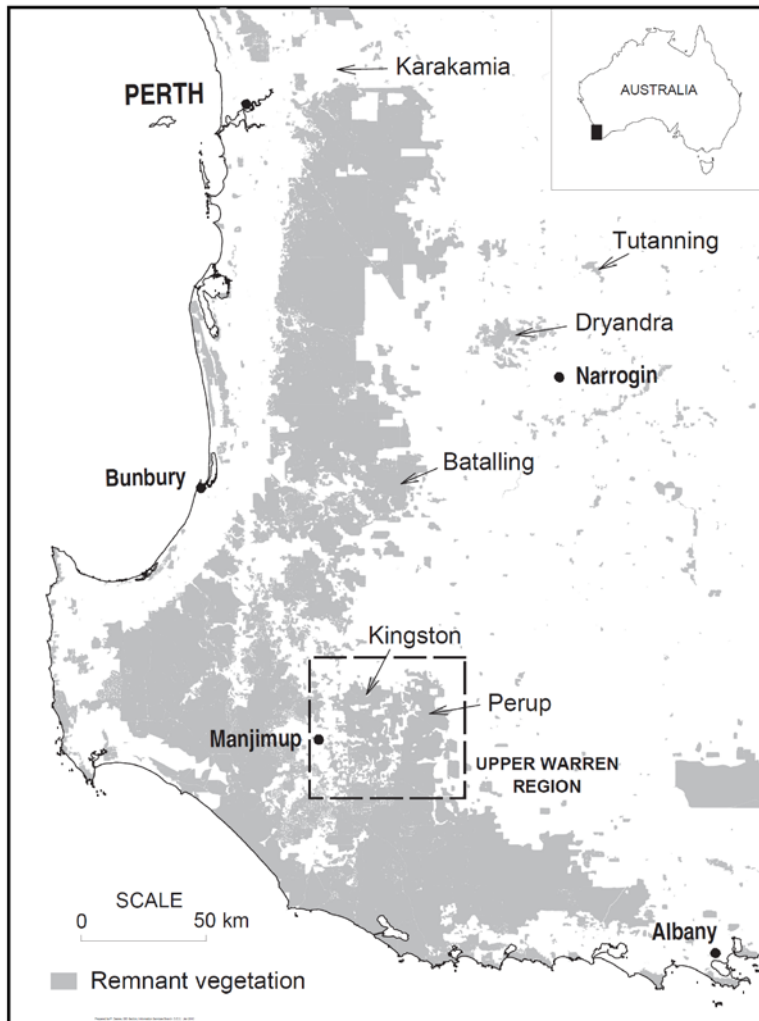 Karakamia
PERTH
AUSTRALIA
Tutanning
Dryandra
Narrogin
Batalling
Bunbury
Kingston
Perup
Manjimup
UPPER WARREN
REGION
SCALE
0 50 km
Albany
Remnant vegetation